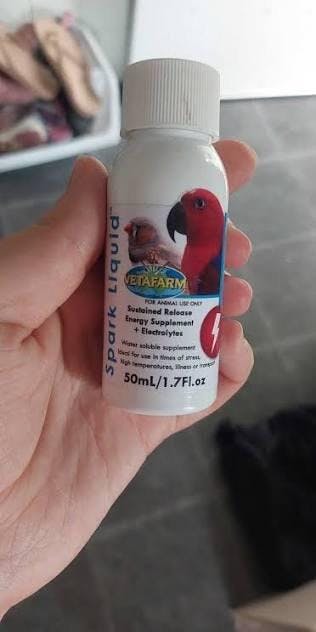 Spark Liquid™
VETAFARM
FOR ANIMAL USE ONLY
Sustained Release
Energy Supplement
+ Electrolytes
Water soluble supplement
Ideal for use in times of stress,
high temperatures, illness or
50mL/1.7Fl.oz